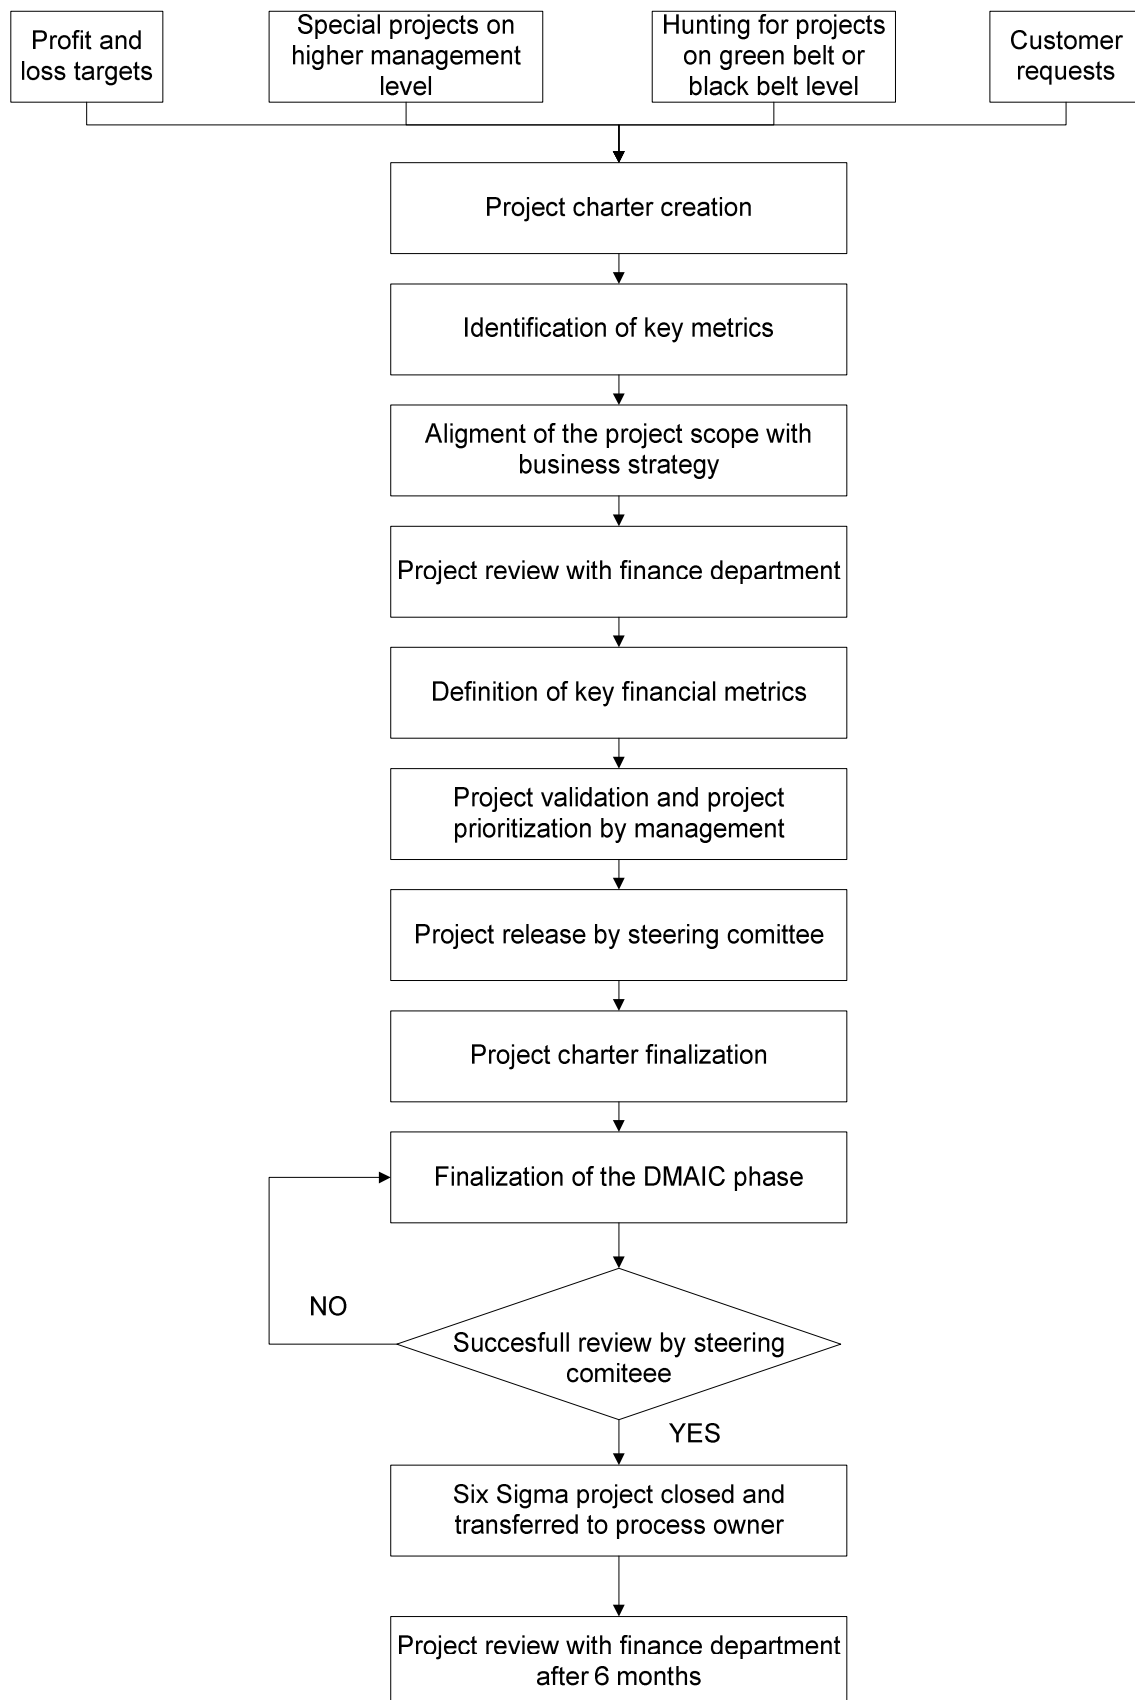 Profit and
loss targets
Special projects on
higher management
level
Hunting for projects
on green belt or
black belt level
Customer
requests
Project charter creation
Identification of key metrics
Aligment of the project scope with
business strategy
Project review with finance department
Definition of key financial metrics
Project validation and project
prioritization by management
Project release by steering comittee
Project charter finalization
Finalization of the DMAIC phase
NO
Succesfull review by steering
comiteee
YES
Six Sigma project closed and
transferred to process owner
Project review with finance department
after 6 months